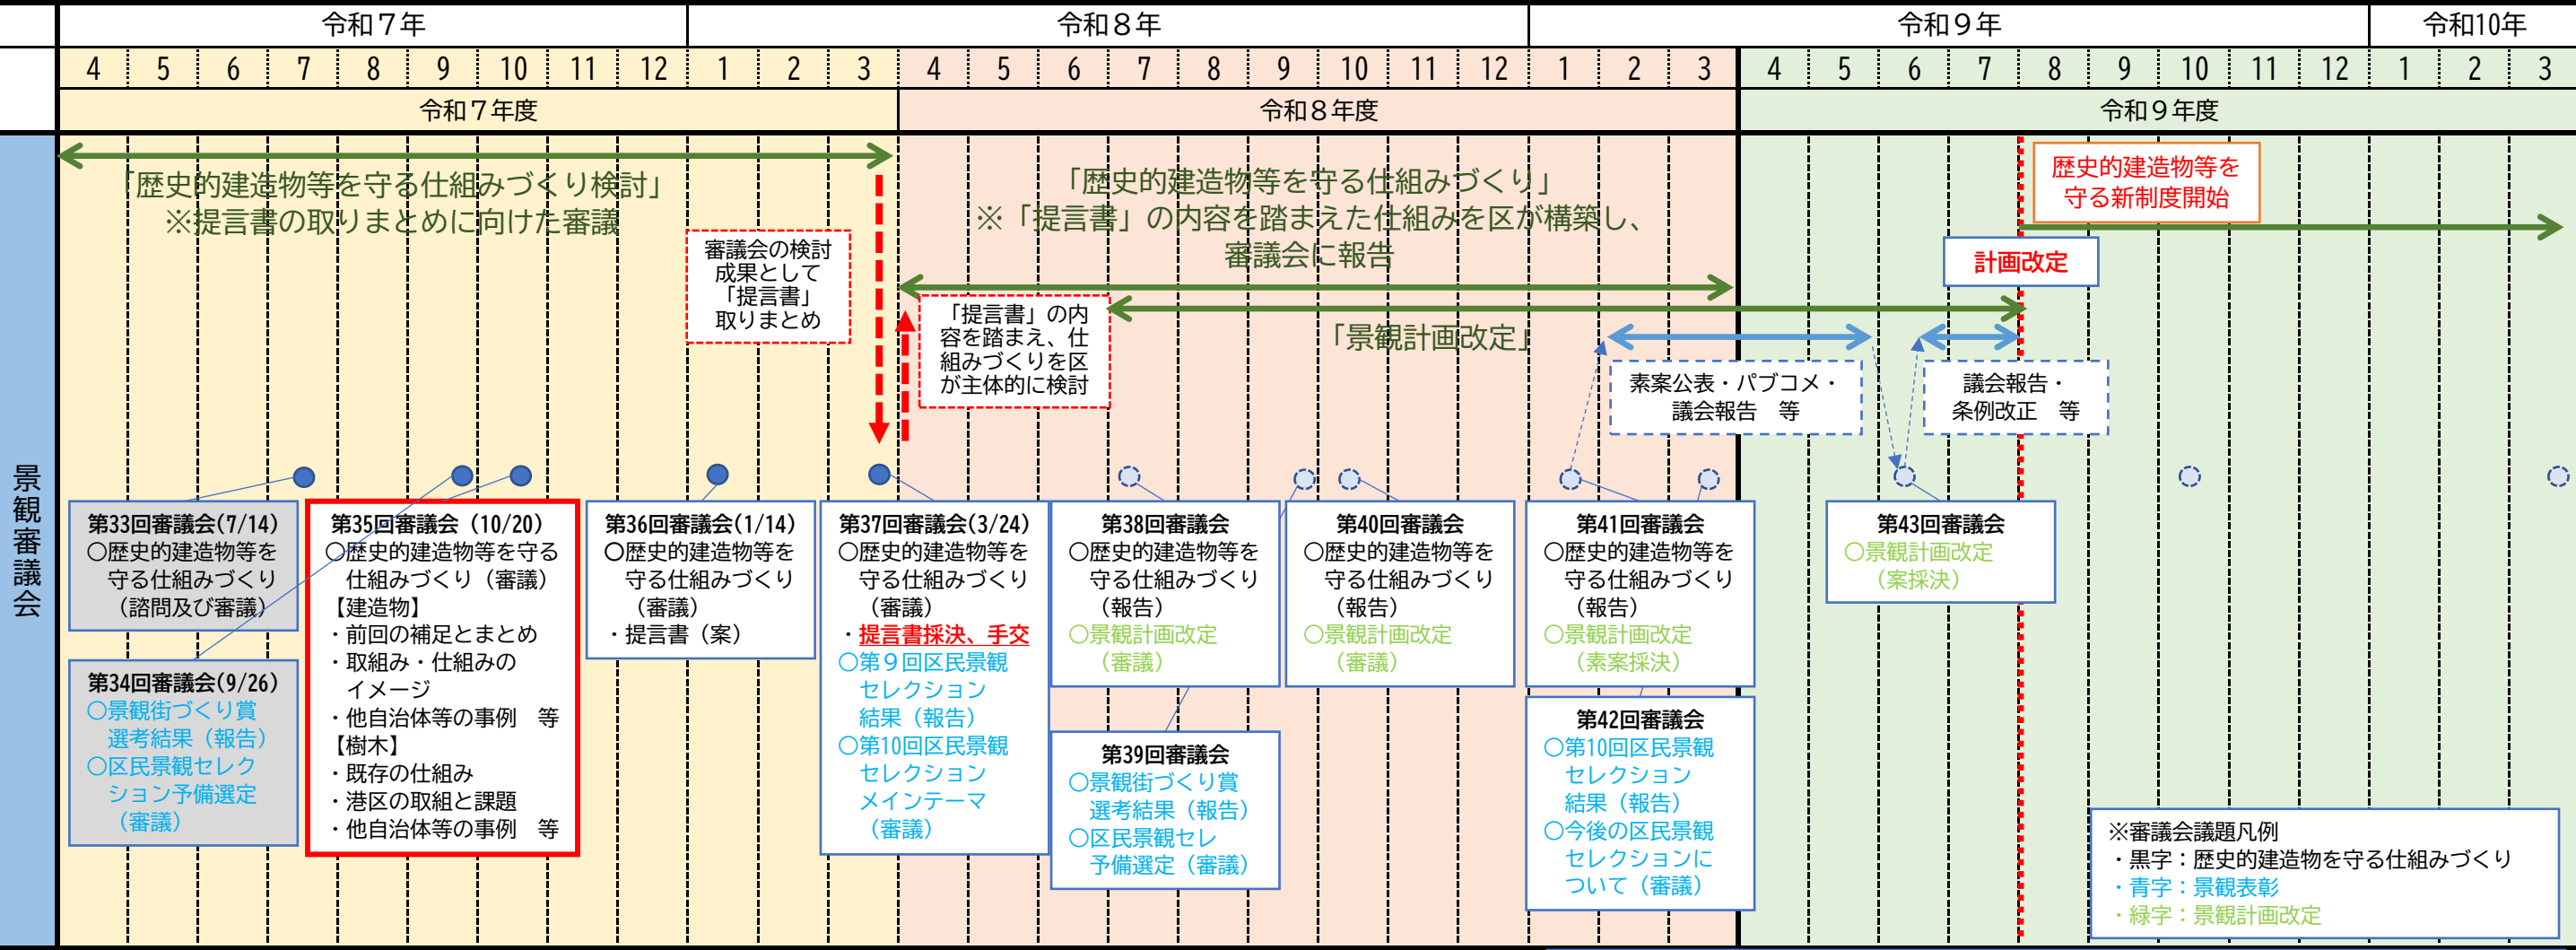 令和７年
令和８年
令和９年
令和10年
4 5 6 7 8 9 10 11 12 1 2 3 4 5 6 7 8 9 10 11 12 1 2 3 4 5 6 7 8 9 10 11 12 1 2 3
令和７年度
令和８年度
令和９年度
景観審議会
「歴史的建造物等を守る仕組みづくり検討」
※提言書の取りまとめに向けた審議
審議会の検討
成果として
「提言書」
取りまとめ
「歴史的建造物等を守る仕組みづくり」
※「提言書」の内容を踏まえた仕組みを区が構築し、
審議会に報告
「提言書」の内
容を踏まえ、仕
組みづくりを区
が主体的に検討
「景観計画改定」
歴史的建造物等を
守る新制度開始
計画改定
素案公表・パブコメ・
議会報告　等
議会報告・
条例改正　等
第33回審議会(7/14)
〇歴史的建造物等を
守る仕組みづくり
（諮問及び審議）
第34回審議会(9/26)
〇景観街づくり賞
選考結果（報告）
〇区民景観セレク
ション予備選定
（審議）
第35回審議会（10/20）
〇歴史的建造物等を守る
仕組みづくり（審議）
【建造物】
・前回の補足とまとめ
・取組み・仕組みの
イメージ
・他自治体等の事例　等
【樹木】
・既存の仕組み
・港区の取組と課題
・他自治体等の事例　等
第36回審議会(1/14)
〇歴史的建造物等を
守る仕組みづくり
（審議）
・提言書（案）
第37回審議会(3/24)
〇歴史的建造物等を
守る仕組みづくり
（審議）
・提言書採決、手交
〇第９回区民景観
セレクション
結果（報告）
〇第10回区民景観
セレクション
メインテーマ
（審議）
第38回審議会
〇歴史的建造物等を
守る仕組みづくり
（報告）
〇景観計画改定
（審議）
第39回審議会
〇景観街づくり賞
選考結果（報告）
〇区民景観セレ
予備選定（審議）
第40回審議会
〇歴史的建造物等を
守る仕組みづくり
（報告）
〇景観計画改定
（審議）
第41回審議会
〇歴史的建造物等を
守る仕組みづくり
（報告）
〇景観計画改定
（素案採決）
第42回審議会
〇第10回区民景観
セレクション
結果（報告）
〇今後の区民景観
セレクションに
ついて（審議）
第43回審議会
〇景観計画改定
（案採決）
※審議会議題凡例
・黒字：歴史的建造物を守る仕組みづくり
・青字：景観表彰
・緑字：景観計画改定